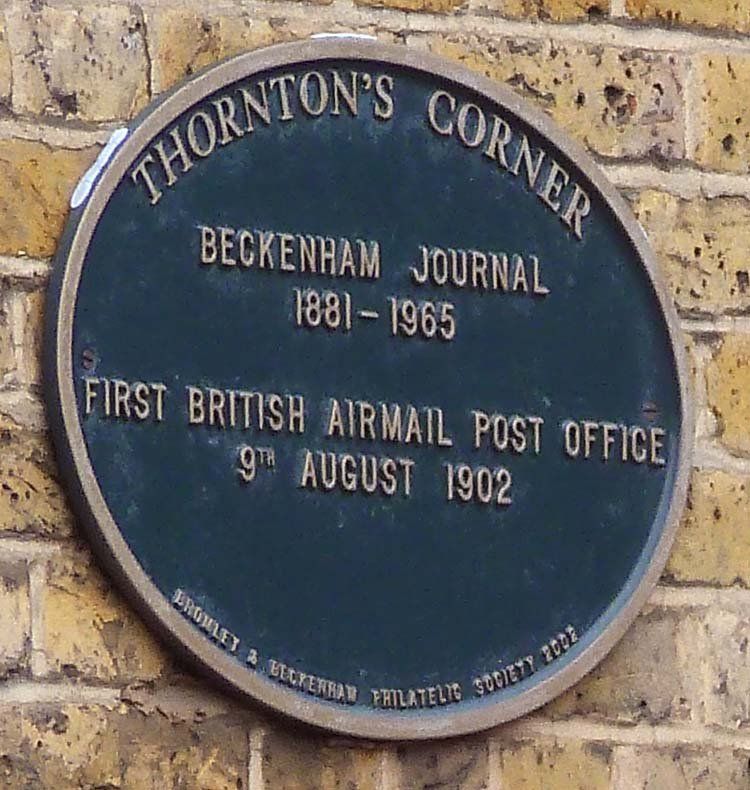 THORNTON'S CORNER
BECKENHAM JOURNAL
1881 – 1965
FIRST BRITISH AIRMAIL POST OFFICE
9TH AUGUST 1902
BROMLEY & BECKENHAM PHILATELIC SOCIETY 2002